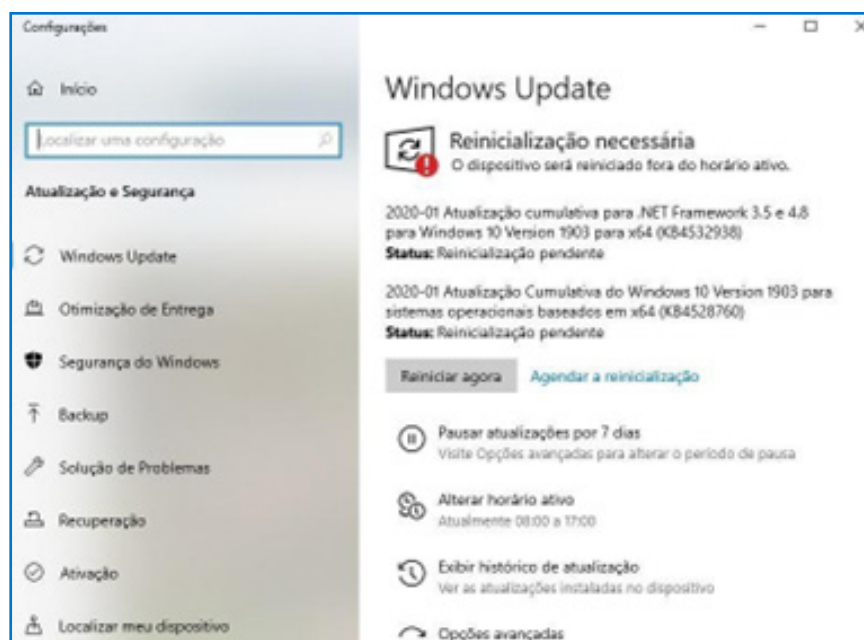 Configurações
Início
Localizar uma configuração
Atualização e Segurança
Windows Update
Otimização de Entrega
Segurança do Windows
Backup
Solução de Problemas
Recuperação
Ativação
Localizar meu dispositivo
Windows Update
Reinicialização necessária
O dispositivo será reiniciado fora do horário ativo.
2020-01 Atualização cumulativa para .NET Framework 3.5 e 4.8
para Windows 10 Version 1903 para x64 (KB4532938)
Status: Reinicialização pendente
2020-01 Atualização Cumulativa do Windows 10 Version 1903 para
sistemas operacionais baseados em x64 (KB4528760)
Status: Reinicialização pendente
Reiniciar agora Agendar a reinicialização
Pausar atualizações por 7 dias
Visite Opções avançadas para alterar o período de pausa
Alterar horário ativo
Atualmente 08:00 a 17:00
Exibir histórico de atualização
Ver as atualizações instaladas no dispositivo
Opções avançadas